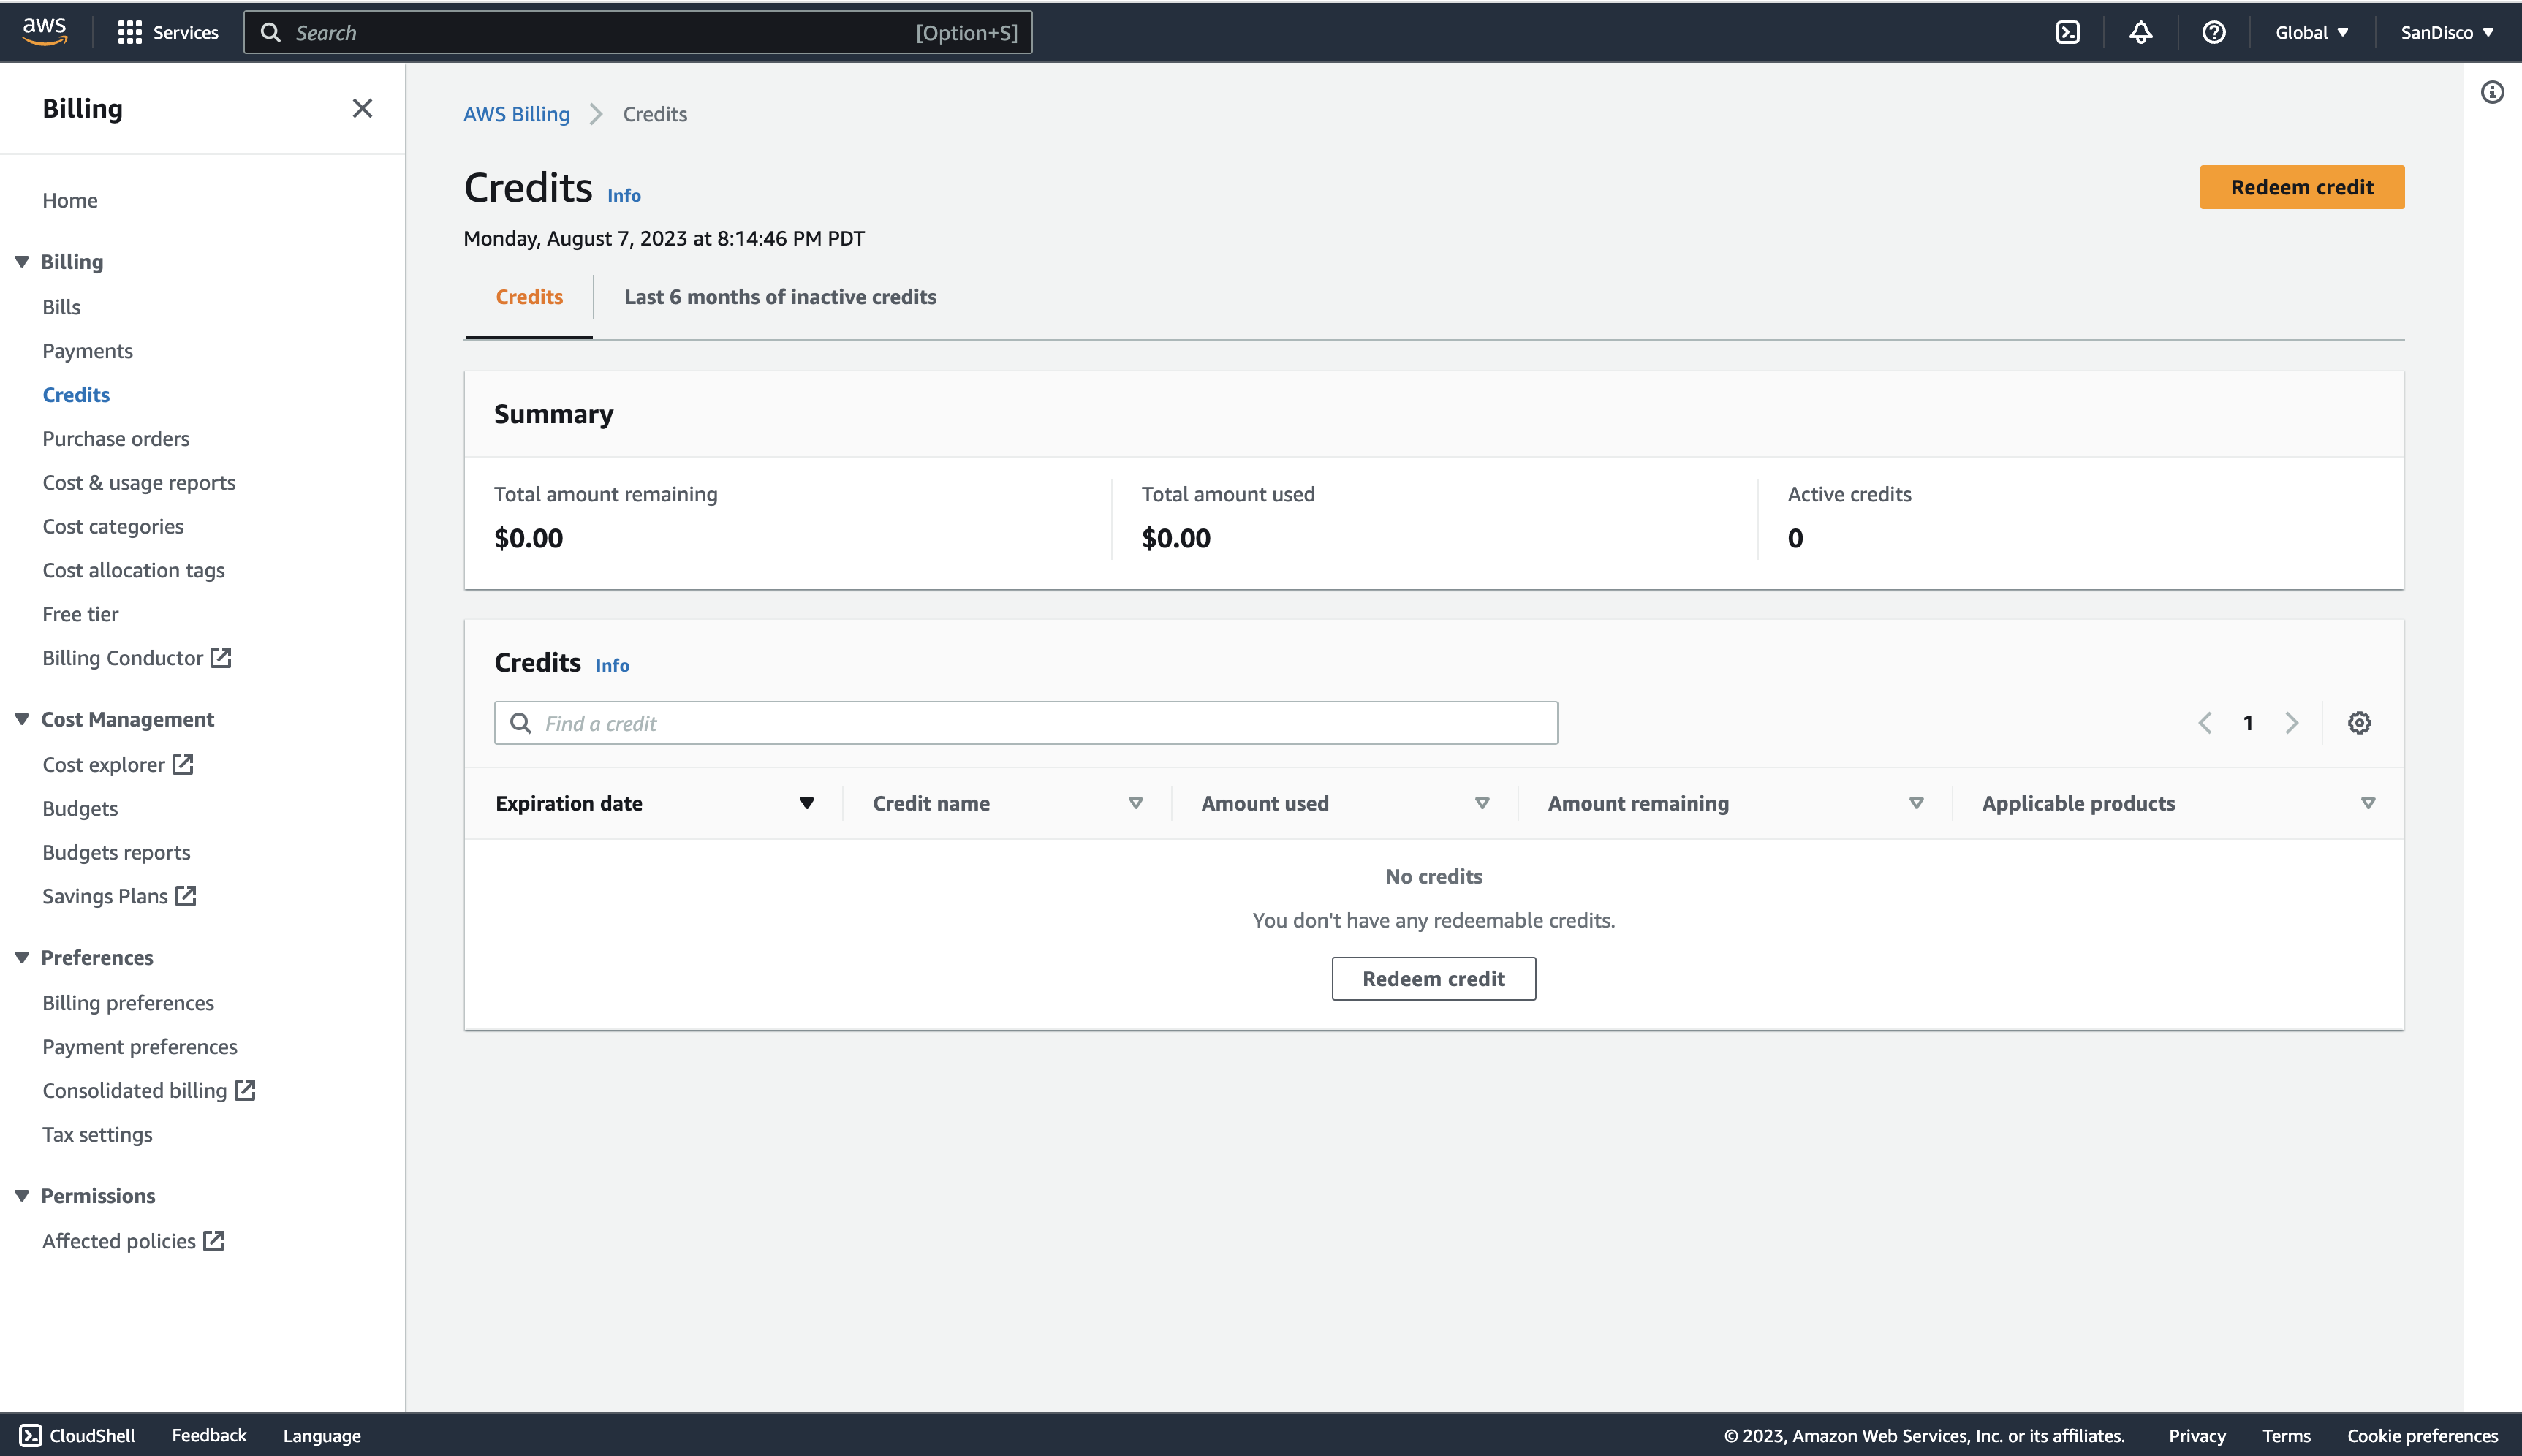 aws
Services
Search
[Option+S]
Global
SanDisco
Billing
Home
Billing
Bills
Payments
Credits
Purchase orders
Cost & usage reports
Cost categories
Cost allocation tags
Free tier
Billing Conductor
Cost Management
Cost explorer
Budgets
Budgets reports
Savings Plans
Preferences
Billing preferences
Payment preferences
Consolidated billing
Tax settings
Permissions
Affected policies
AWS Billing
Credits
Credits Info
Redeem credit
Monday, August 7, 2023 at 8:14:46 PM PDT
Credits
Last 6 months of inactive credits
Summary
Total amount remaining
$0.00
Total amount used
$0.00
Active credits
0
Credits Info
Find a credit
1
Expiration date
Credit name
Amount used
Amount remaining
Applicable products
No credits
You don't have any redeemable credits.
Redeem credit
CloudShell
Feedback
Language
© 2023, Amazon Web Services, Inc. or its affiliates.
Privacy
Terms
Cookie preferences